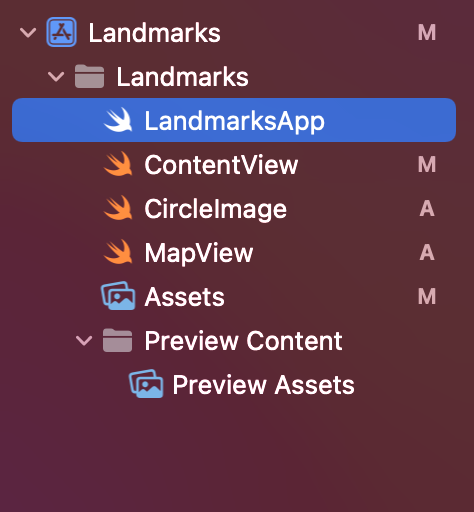 Landmarks M
Landmarks
LandmarksApp
ContentView M
CircleImage A
MapView A
Assets M
Preview Content
Preview Assets